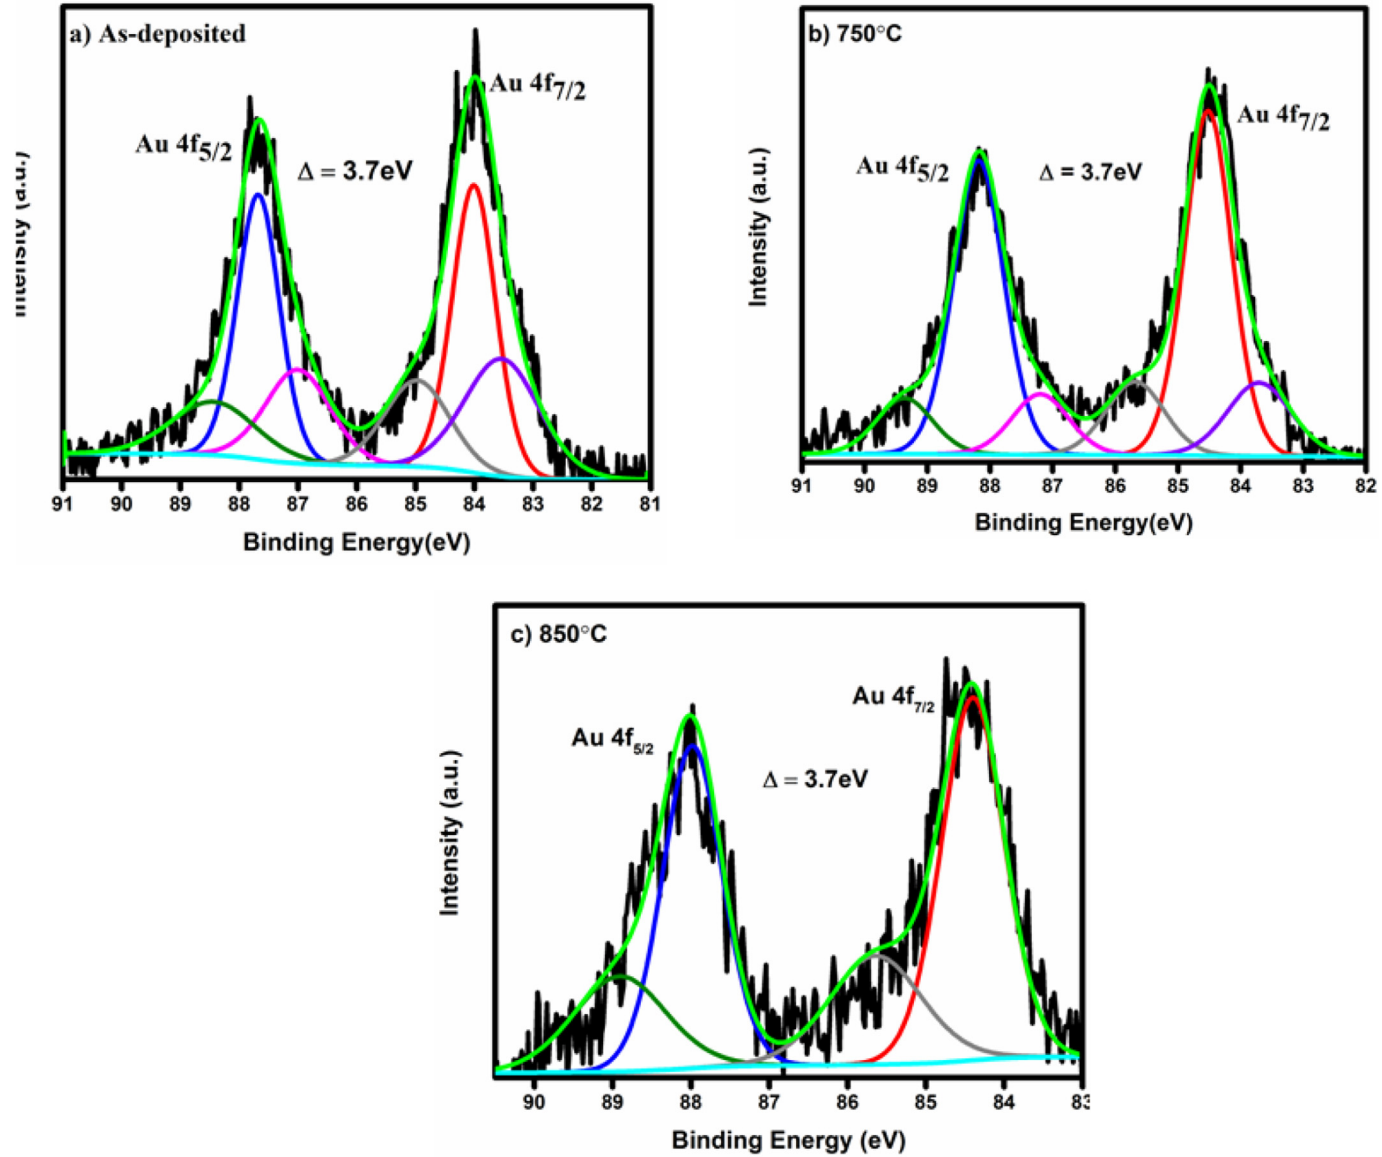 a) As-deposited
Au 4f7/2
Au 4f5/2
Δ = 3.7eV
Intensity (a.u.)
91 90 89 88 87 86 85 84 83 82 81
Binding Energy(eV)
b) 750°C
Au 4f7/2
Au 4f5/2
Δ = 3.7eV
Intensity (a.u.)
91 90 89 88 87 86 85 84 83 82
Binding Energy(eV)
c) 850°C
Au 4f7/2
Au 4f5/2
Δ = 3.7eV
Intensity (a.u.)
90 89 88 87 86 85 84 83
Binding Energy (eV)